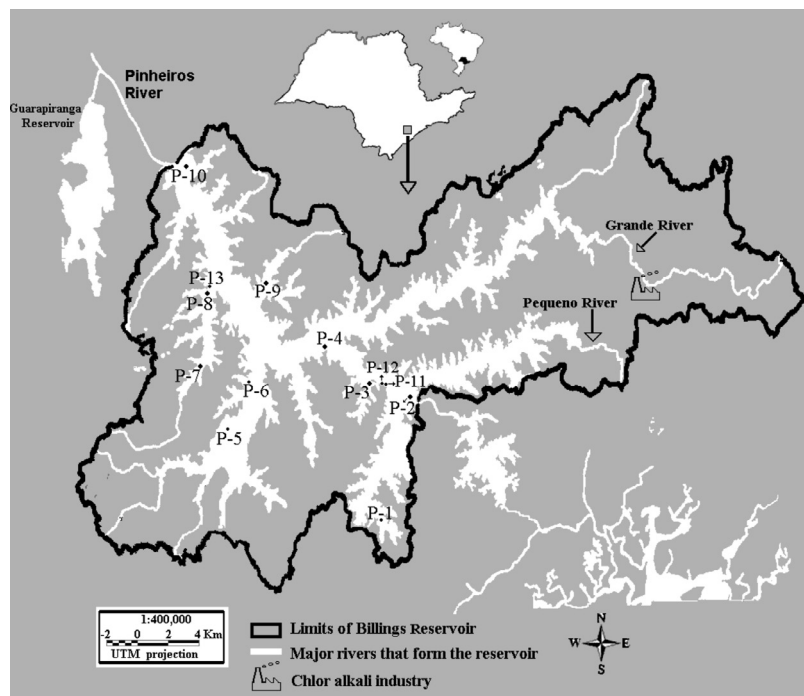 Pinheiros
River
Guarapiranga
Reservoir
P-10
Grande River
P-13
P-9
P-8
Pequeno River
P-4
P-12
P-7
P-3
P-11
P-6
P-2
P-5
P-1
1:400,000
-2 0 2 4 Km
UTM projection
Limits of Billings Reservoir
Major rivers that form the reservoir
Chlor alkali industry
N
W E
S